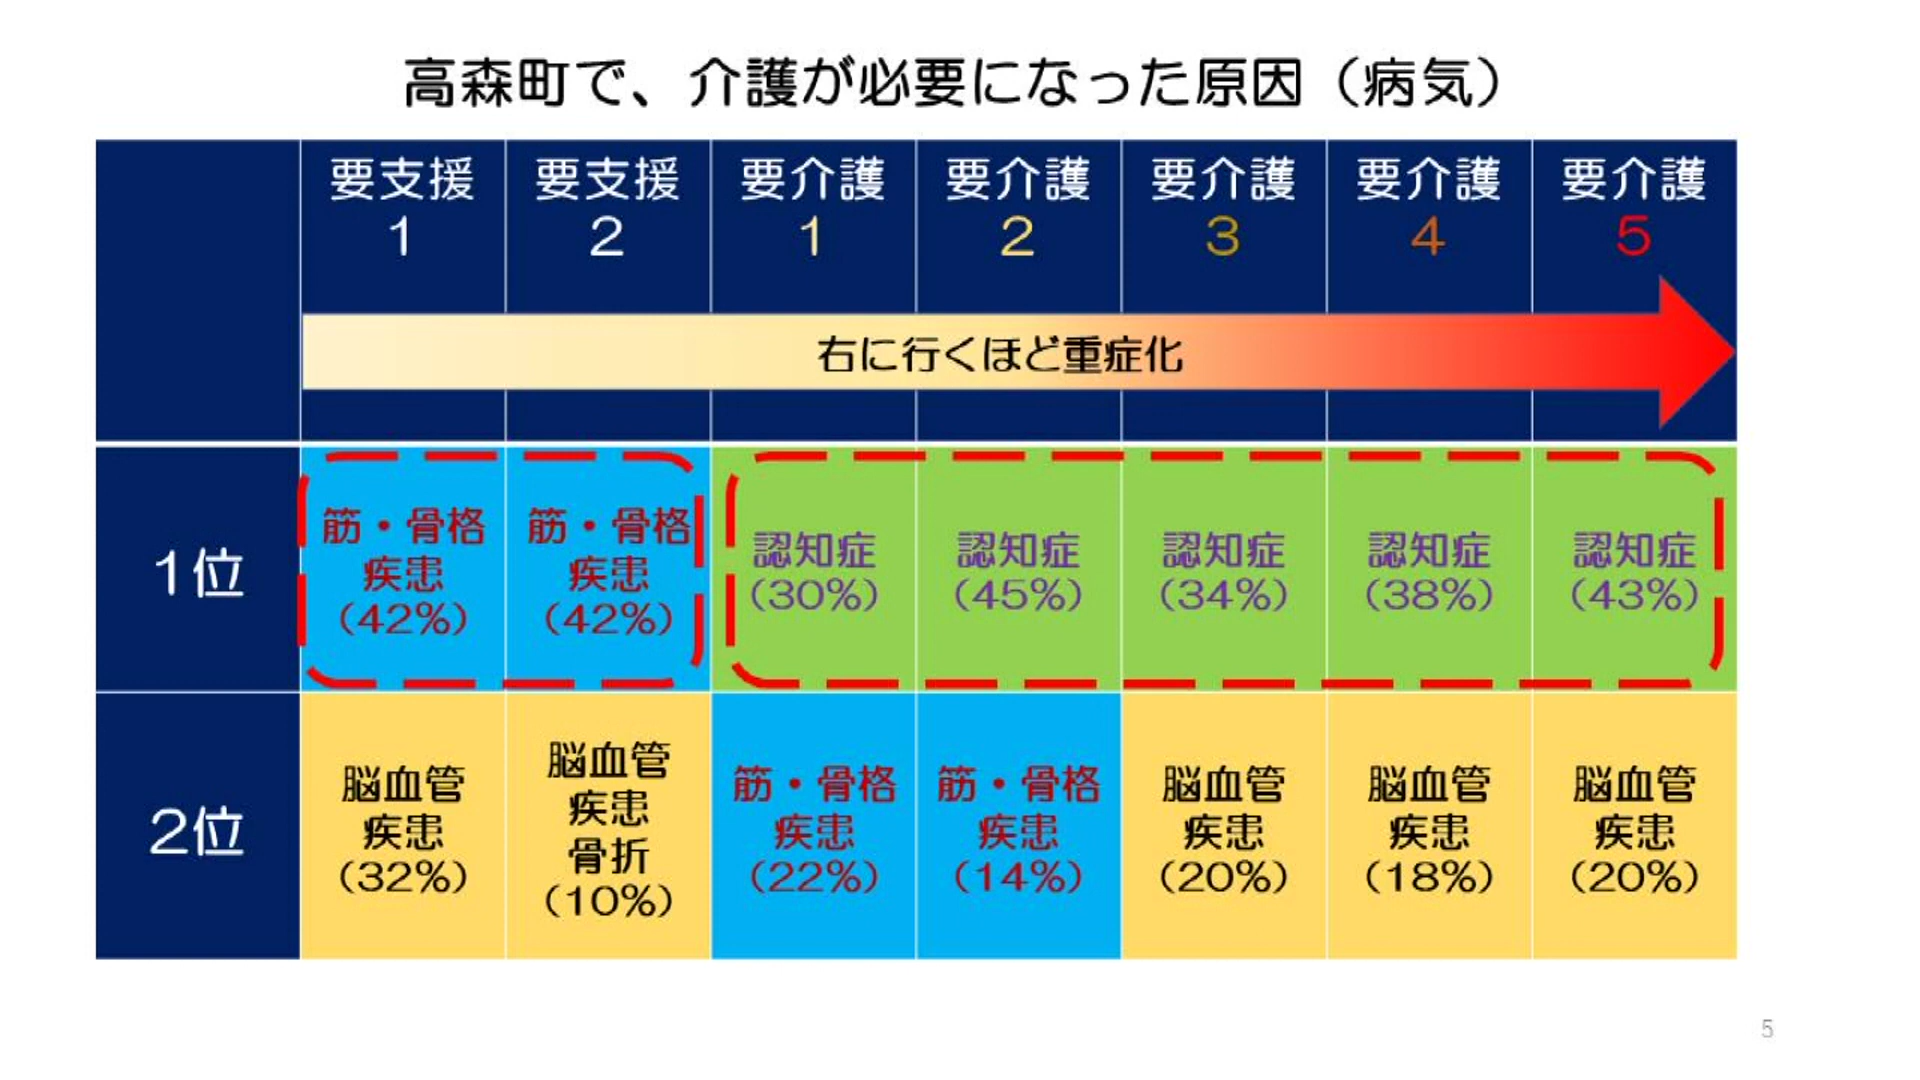 高森町で、介護が必要になった原因（病気）
要支援
1
要支援
2
要介護
1
要介護
2
要介護
3
要介護
4
要介護
5
右に行くほど重症化
1位
筋・骨格
疾患
（42%）
筋・骨格
疾患
（42%）
認知症
（30%）
認知症
（45%）
認知症
（34%）
認知症
（38%）
認知症
（43%）
2位
脳血管
疾患
（32%）
脳血管
疾患
骨折
（10%）
筋・骨格
疾患
（22%）
筋・骨格
疾患
（14%）
脳血管
疾患
（20%）
脳血管
疾患
（18%）
脳血管
疾患
（20%）
5